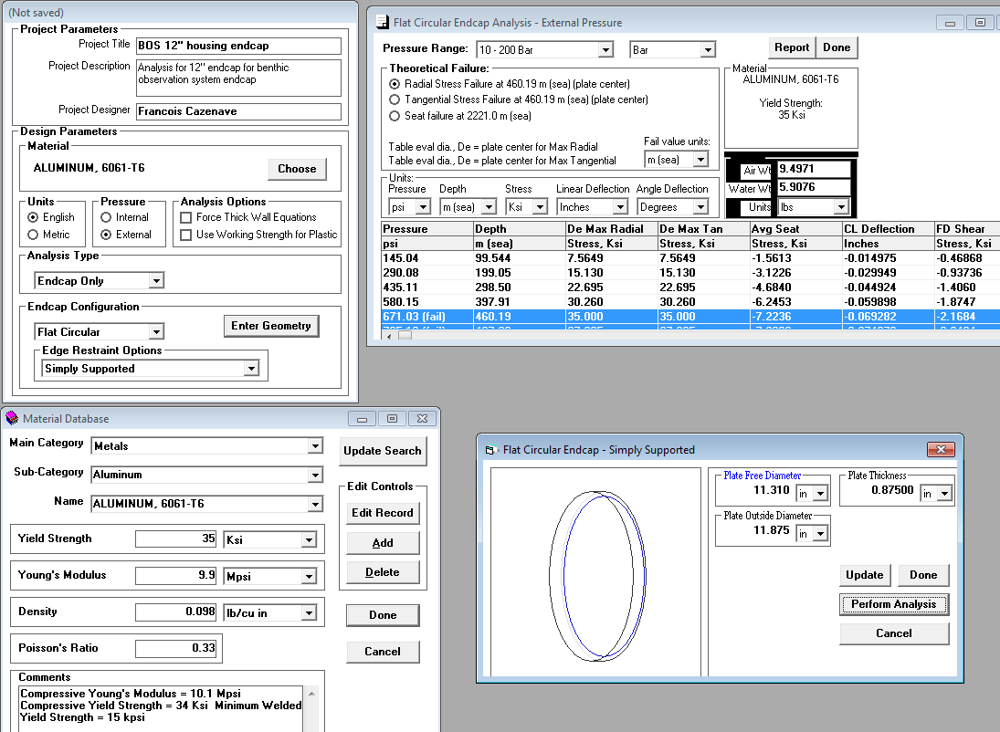 (Not saved)
Project Parameters
Project Title BOS 12" housing endcap
Project Description Analysis for 12" endcap for benthic
observation system endcap
Project Designer Francois Cazenave
Design Parameters
Material
ALUMINUM, 6061-T6 Choose
Units Pressure Analysis Options
English Internal Force Thick Wall Equations
Metric External Use Working Strength for Plastic
Analysis Type
Endcap Only
Endcap Configuration
Flat Circular Enter Geometry
Edge Restraint Options
Simply Supported
Flat Circular Endcap Analysis - External Pressure
Pressure Range: 10 - 200 Bar Bar Report Done
Theoretical Failure:
Radial Stress Failure at 460.19 m (sea) (plate center)
Tangential Stress Failure at 460.19 m (sea) (plate center)
Seat failure at 2221.0 m (sea)
Fail value units:
Table eval dia., De = plate center for Max Radial
Table eval dia., De = plate center for Max Tangential m (sea)
Material
ALUMINUM, 6061-T6
Yield Strength:
35 Ksi
Units:
Pressure Depth Stress Linear Deflection Angle Deflection
psi m (sea) Ksi Inches Degrees
Air Wt 9.4971
Water Wt 5.9076
Units lbs
Pressure Depth De Max Radial De Max Tan Avg Seat CL Deflection FD Shear
psi m (sea) Stress, Ksi Stress, Ksi Stress, Ksi Inches Stress, Ksi
145.04 99.544 7.5649 7.5649 -1.5613 -0.014975 -0.46868
290.08 199.05 15.130 15.130 -3.1226 -0.029949 -0.93736
435.11 298.50 22.695 22.695 -4.6840 -0.044924 -1.4060
580.15 397.91 30.260 30.260 -6.2453 -0.059898 -1.8747
671.03 (fail) 460.19 35.000 35.000 -7.2236 -0.069282 -2.1684
Material Database
Main Category Metals Update Search
Sub-Category Aluminum
Name ALUMINUM, 6061-T6
Edit Controls
Edit Record
Add
Delete
Yield Strength 35 Ksi
Young's Modulus 9.9 Mpsi
Density 0.098 lb/cu in
Done
Poisson's Ratio 0.33
Cancel
Comments
Compressive Young's Modulus = 10.1 Mpsi
Compressive Yield Strength = 34 Ksi Minimum Welded
Yield Strength = 15 kpsi
Flat Circular Endcap - Simply Supported
Plate Free Diameter Plate Thickness
11.310 in 0.87500 in
Plate Outside Diameter
11.875 in
Update Done
Perform Analysis
Cancel